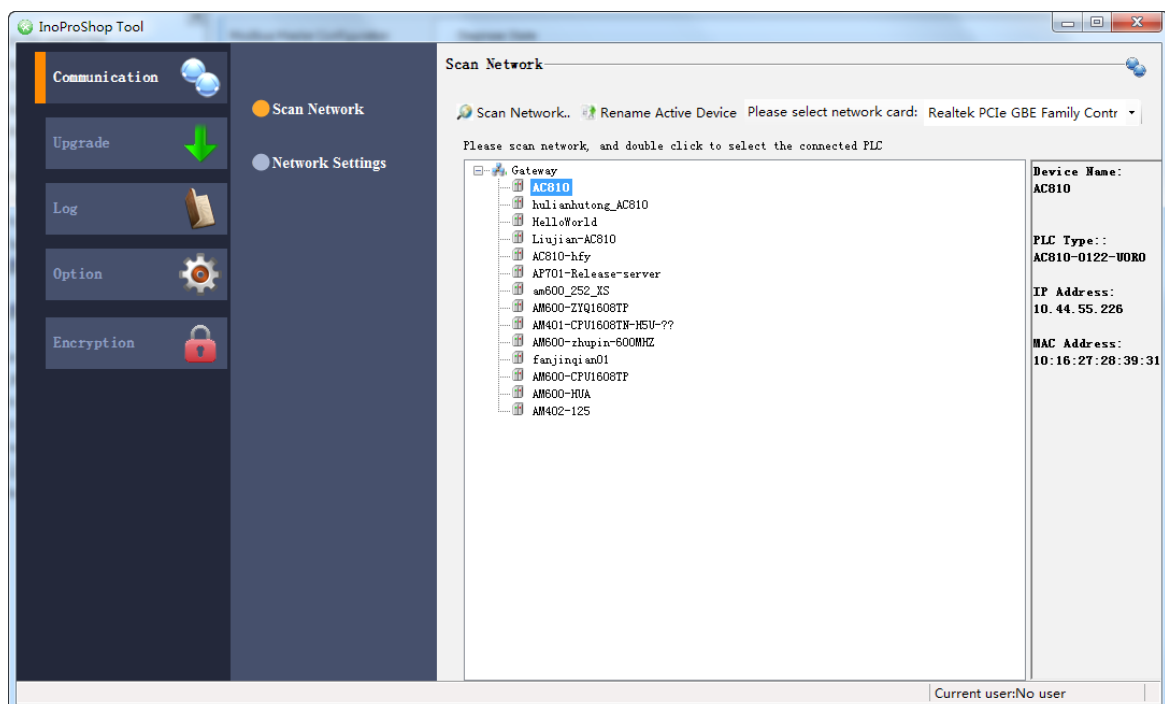 InoProShop Tool
Communication
Upgrade
Log
Option
Encryption
Scan Network
Network Settings
Scan Network
Scan Network.. Rename Active Device Please select network card: Realtek PCIe GBE Family Contr
Please scan network, and double click to select the connected PLC
Gateway
AC810
hulianhutong_AC810
HelloWorld
Liujian-AC810
AC810-hfy
AP701-Release-server
am600_252_XS
AM600-ZYQ1608TP
AM401-CPU1608TN-H5U-??
AM600-zhupin-600MHZ
fanjinqian01
AM600-CPU1608TP
AM600-HUA
AM402-125
Device Name:
AC810
PLC Type::
AC810-0122-U0R0
IP Address:
10.44.55.226
MAC Address:
10:16:27:28:39:31
Current user:No user